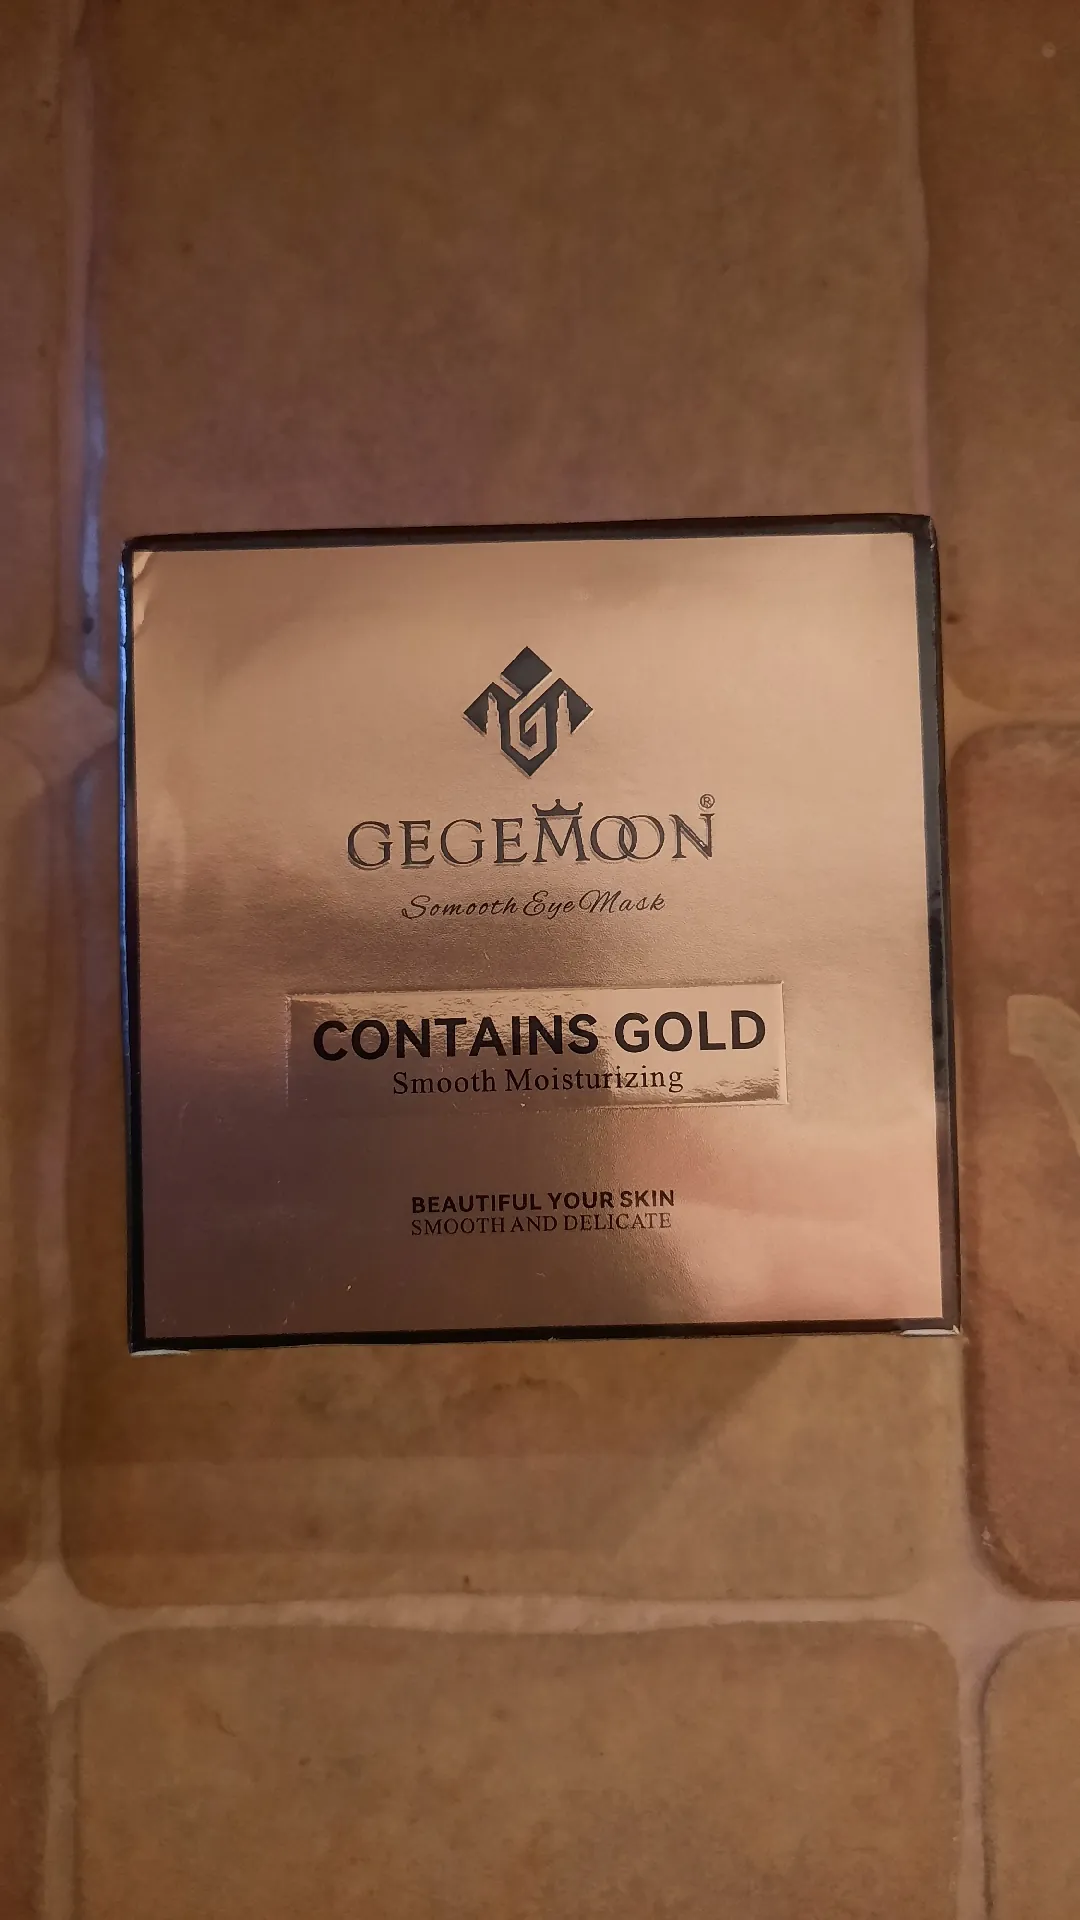 GEGEMOON®
Somooth Eye Mask
CONTAINS GOLD
Smooth Moisturizing
BEAUTIFUL YOUR SKIN
SMOOTH AND DELICATE